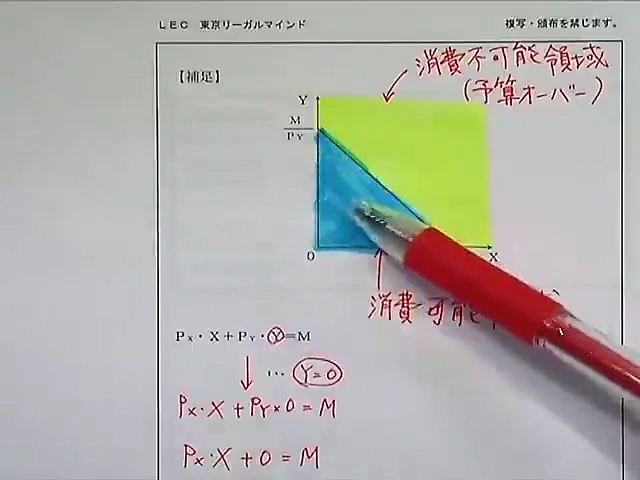 LEC 東京リーガルマインド
複写・頒布を禁じます。
【補足】
消費不可能領域
(予算オーバー)
Y
M
PY
0
X
消費可能
PX・X+PY・Y=M
… Y=0
PX・X+PY×0=M
PX・X+0=M